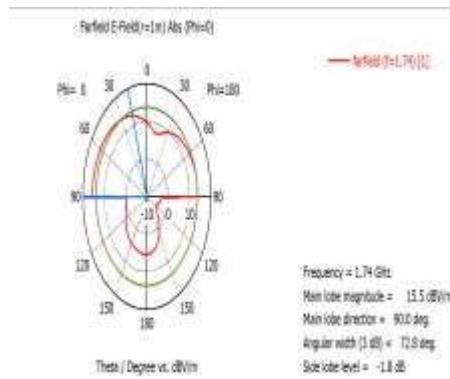 Farfield E-Field(r=1m) Abs (Phi=0)
farfield (f=1.74) [1]
0
Phi= 0 30 30 Phi=180
60 60
90 -10 0 10 90
120 120
150 150
180
Theta / Degree vs. dBV/m
Frequency = 1.74 GHz
Main lobe magnitude = 15.5 dBV/m
Main lobe direction = 90.0 deg.
Angular width (3 dB) = 72.8 deg.
Side lobe level = -1.8 dB